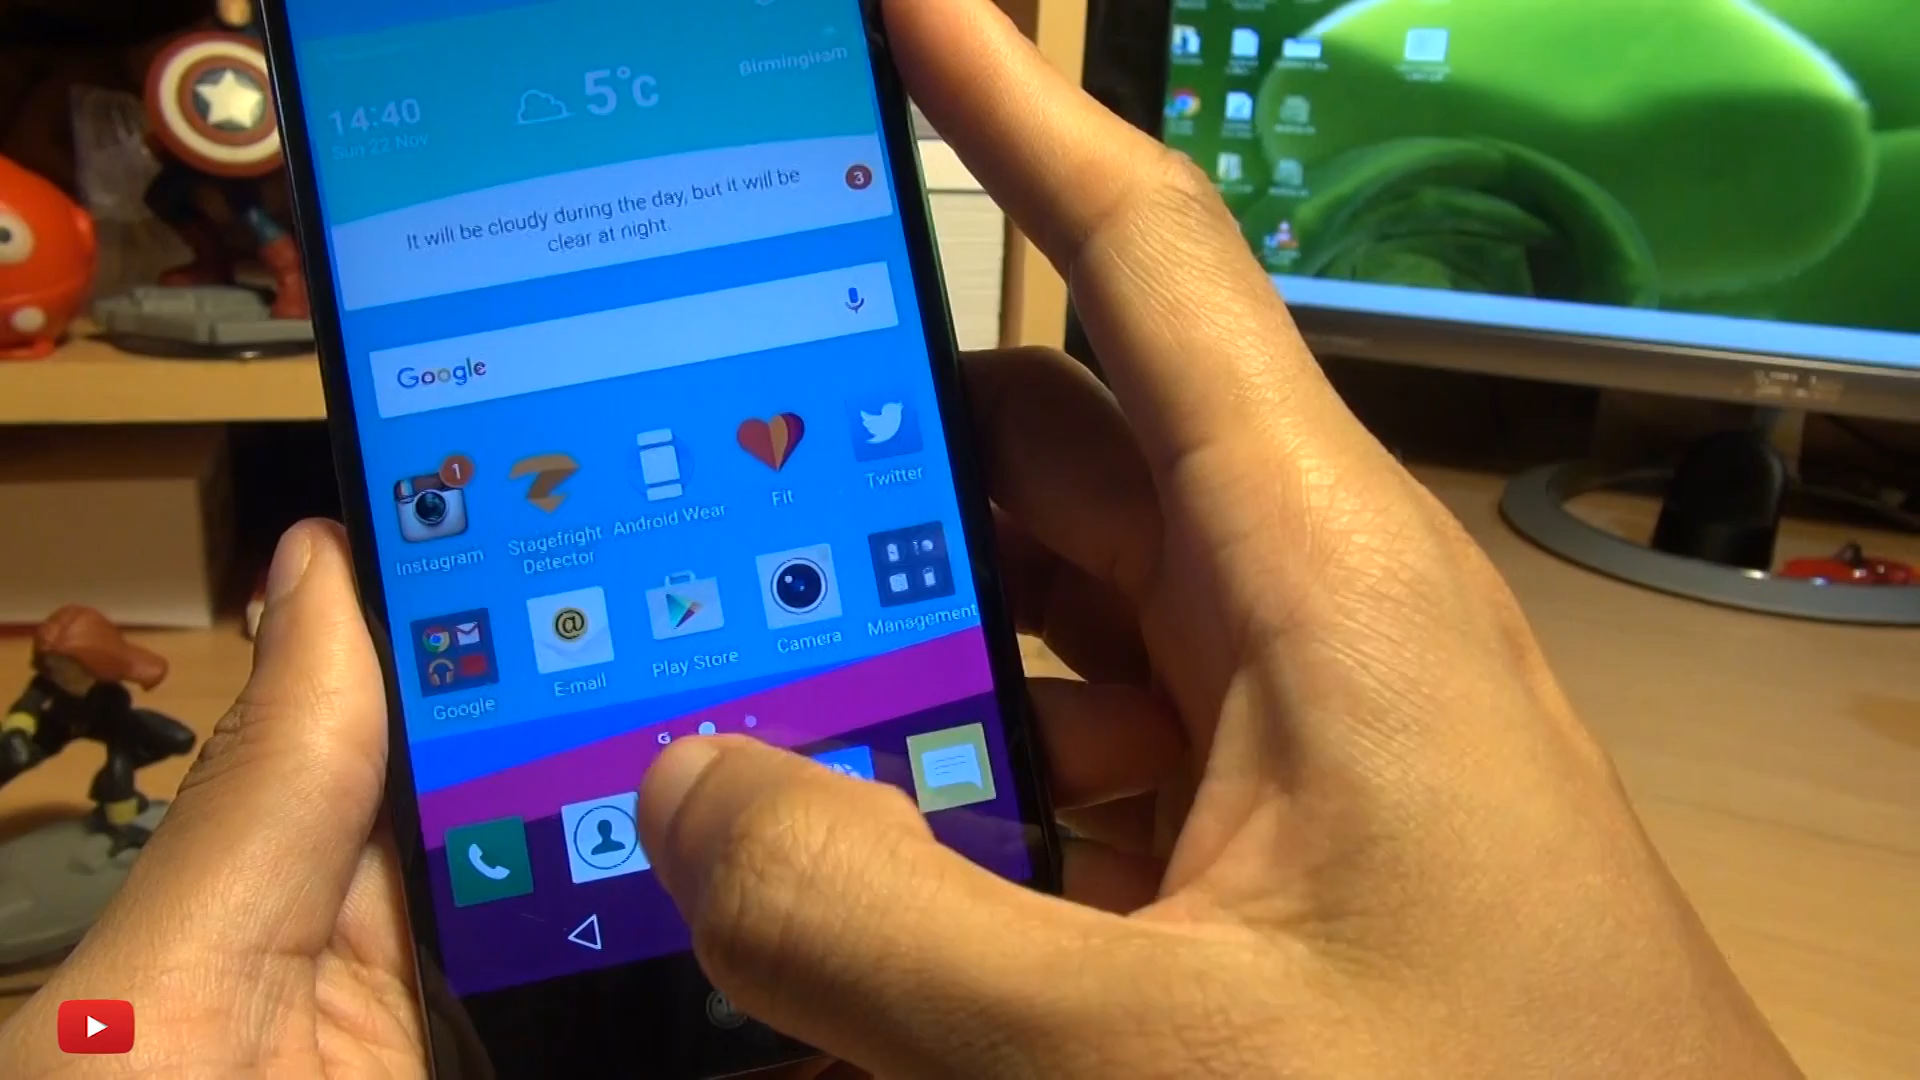 Birmingham
5°c
14:40
Sun 22 Nov
It will be cloudy during the day, but it will be
clear at night.
3
Google
1
Instagram
Stagefright
Detector
Android Wear
Fit
Twitter
Google
@
E-mail
Play Store
Camera
Management
G